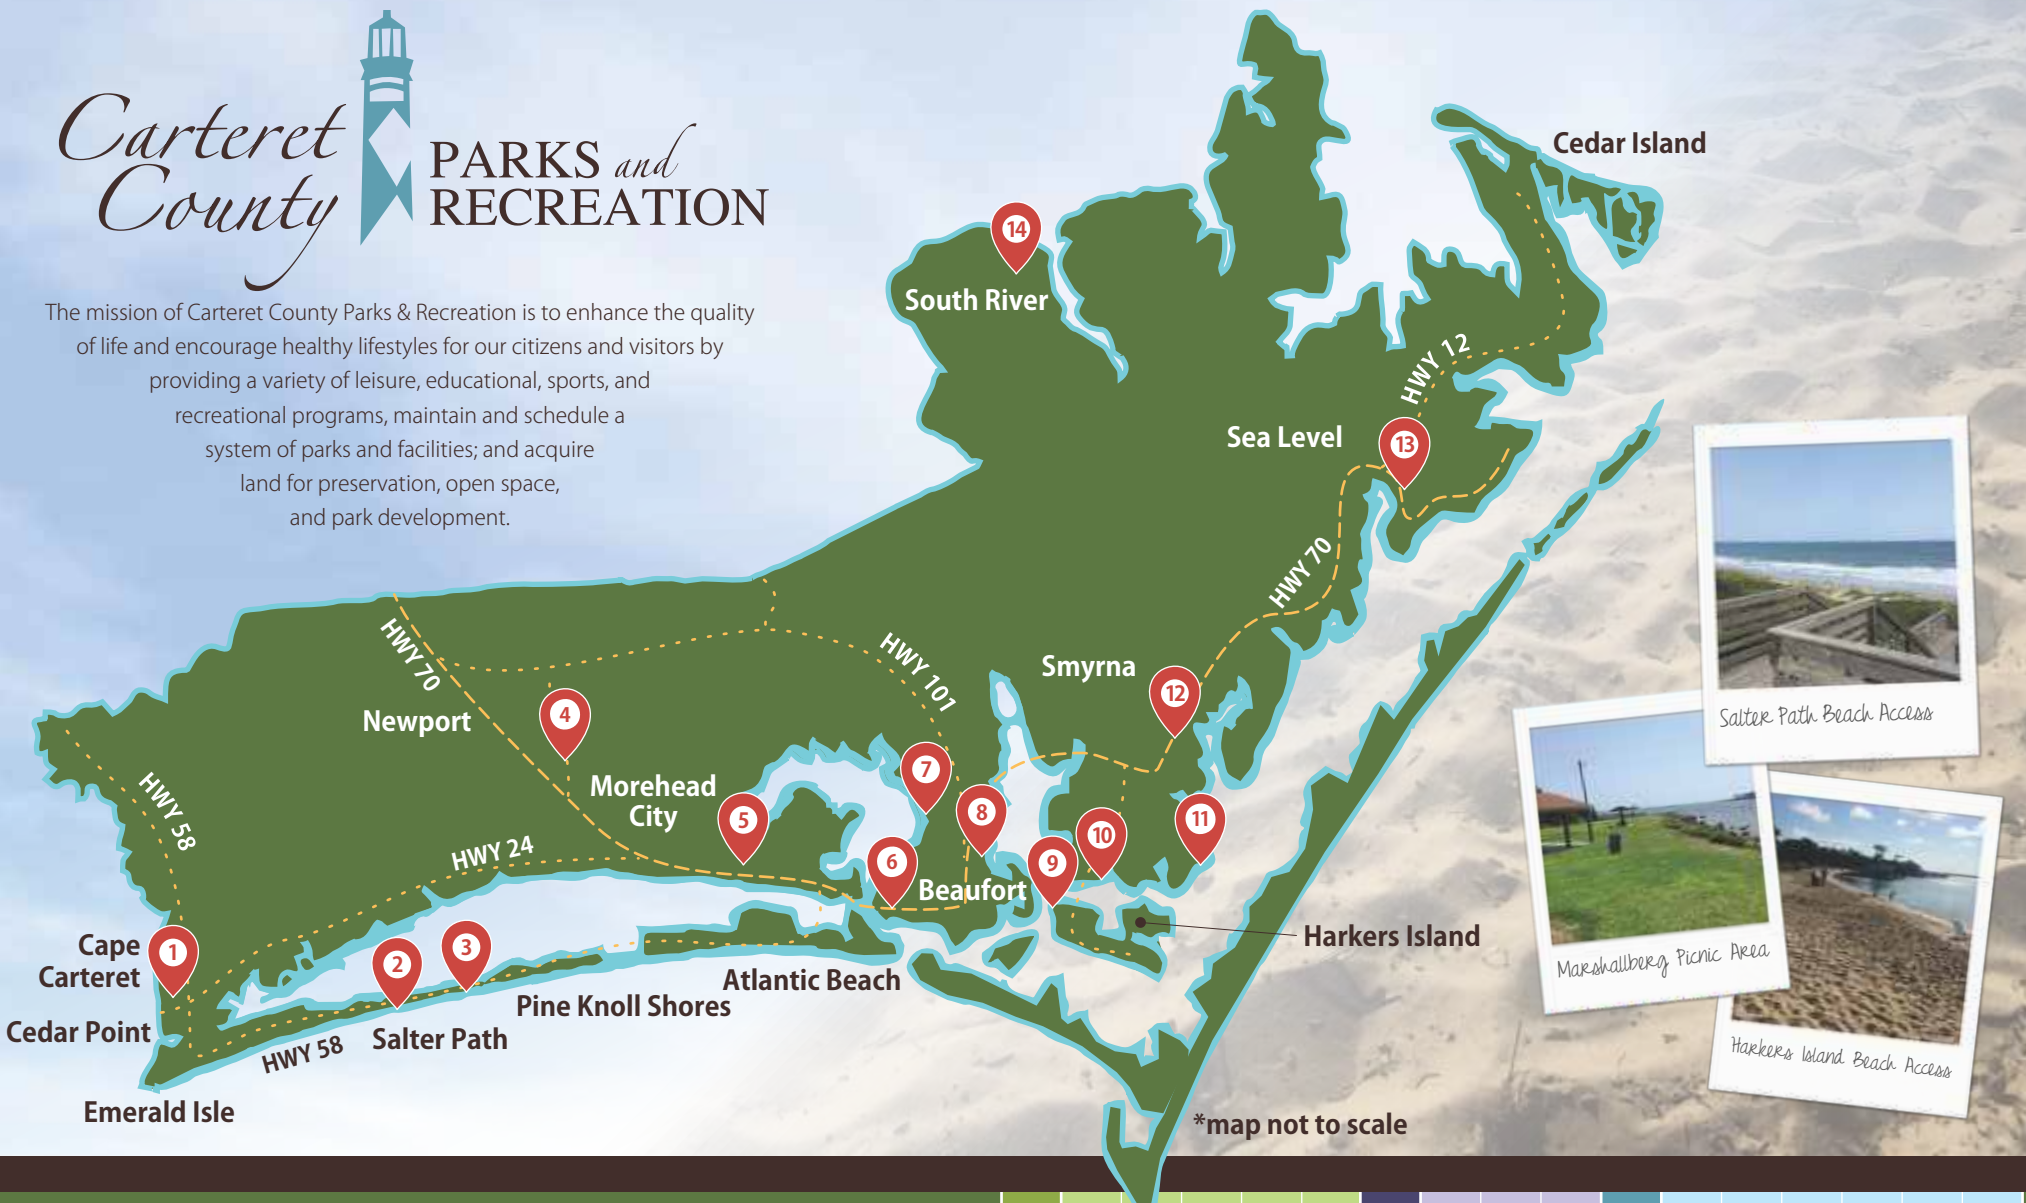 Carteret
County
PARKS and
RECREATION
The mission of Carteret County Parks & Recreation is to enhance the quality
of life and encourage healthy lifestyles for our citizens and visitors by
providing a variety of leisure, educational, sports, and
recreational programs, maintain and schedule a
system of parks and facilities; and acquire
land for preservation, open space,
and park development.
Cedar Island
14
South River
HWY 12
Sea Level
13
HWY 70
HWY 70
HWY 101
Smyrna
12
Newport
4
Morehead
City
5
7
8
6
Beaufort
9
10
11
HWY 58
HWY 24
Cape
Carteret
1
2
3
Harkers Island
Atlantic Beach
Pine Knoll Shores
Cedar Point
Salter Path
HWY 58
Emerald Isle
*map not to scale
Salter Path Beach Access
Marshallberg Picnic Area
Harkers Island Beach Access